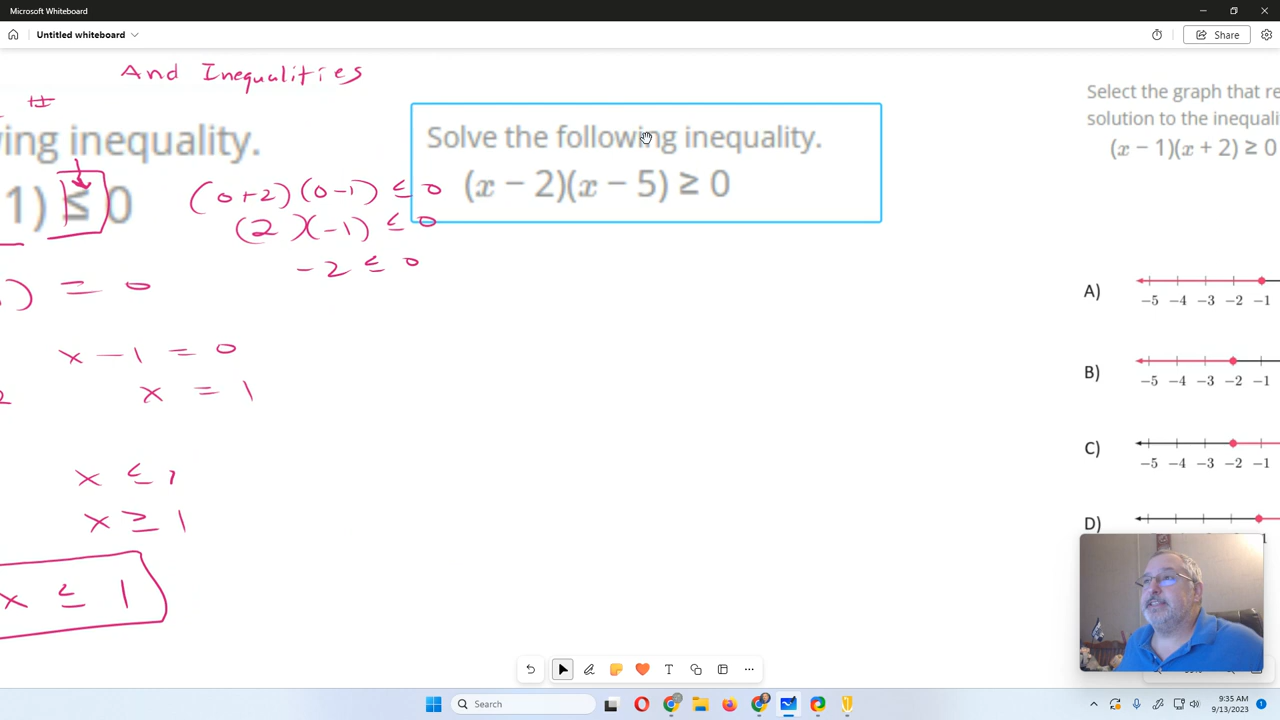 Microsoft Whiteboard
Untitled whiteboard
Share
And Inequalities
wing inequality.
1) ≤ 0
(0+2)(0-1) ≤ 0
(2)(-1) ≤ 0
-2 ≤ 0
) = 0
x - 1 = 0
2
x = 1
x ≤ 1
x ≥ 1
x ≤ 1
Solve the following inequality.
(x − 2)(x − 5) ≥ 0
Select the graph that re
solution to the inequali
(x − 1)(x + 2) ≥ 0
A)
-5 -4 -3 -2 -1
B)
-5 -4 -3 -2 -1
C)
-5 -4 -3 -2 -1
D)
Search
9:35 AM
9/13/2023